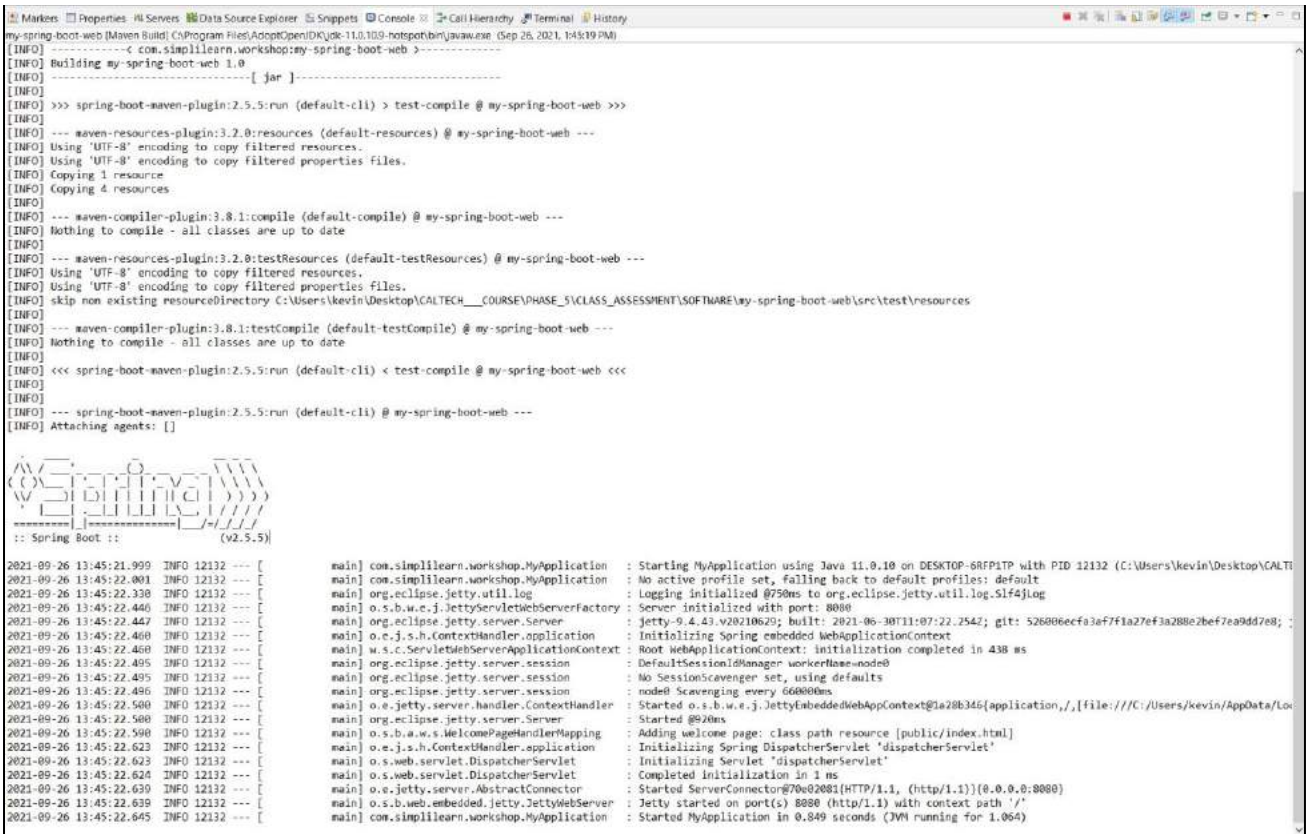 Markers Properties Servers Data Source Explorer Snippets Console Call Hierarchy Terminal History
my-spring-boot-web [Maven Build] C:\Program Files\AdoptOpenJDK\jdk-11.0.10.9-hotspot\bin\javaw.exe (Sep 26, 2021, 1:45:19 PM)
[INFO] ------------< com.simplilearn.workshop:my-spring-boot-web >-------------
[INFO] Building my-spring-boot-web 1.0
[INFO] --------------------------------[ jar ]---------------------------------
[INFO]
[INFO] >>> spring-boot-maven-plugin:2.5.5:run (default-cli) > test-compile @ my-spring-boot-web >>>
[INFO]
[INFO] --- maven-resources-plugin:3.2.0:resources (default-resources) @ my-spring-boot-web ---
[INFO] Using 'UTF-8' encoding to copy filtered resources.
[INFO] Using 'UTF-8' encoding to copy filtered properties files.
[INFO] Copying 1 resource
[INFO] Copying 4 resources
[INFO]
[INFO] --- maven-compiler-plugin:3.8.1:compile (default-compile) @ my-spring-boot-web ---
[INFO] Nothing to compile - all classes are up to date
[INFO]
[INFO] --- maven-resources-plugin:3.2.0:testResources (default-testResources) @ my-spring-boot-web ---
[INFO] Using 'UTF-8' encoding to copy filtered resources.
[INFO] Using 'UTF-8' encoding to copy filtered properties files.
[INFO] skip non existing resourceDirectory C:\Users\kevin\Desktop\CALTECH___COURSE\PHASE_5\CLASS_ASSESSMENT\SOFTWARE\my-spring-boot-web\src\test\resources
[INFO]
[INFO] --- maven-compiler-plugin:3.8.1:testCompile (default-testCompile) @ my-spring-boot-web ---
[INFO] Nothing to compile - all classes are up to date
[INFO]
[INFO] <<< spring-boot-maven-plugin:2.5.5:run (default-cli) < test-compile @ my-spring-boot-web <<<
[INFO]
[INFO]
[INFO] --- spring-boot-maven-plugin:2.5.5:run (default-cli) @ my-spring-boot-web ---
[INFO] Attaching agents: []
Spring
:: Spring Boot :: (v2.5.5)
2021-09-26 13:45:21.999 INFO 12132 --- [ main] com.simplilearn.workshop.MyApplication : Starting MyApplication using Java 11.0.10 on DESKTOP-6RFP1TP with PID 12132 (C:\Users\kevin\Desktop\CALTE
2021-09-26 13:45:22.001 INFO 12132 --- [ main] com.simplilearn.workshop.MyApplication : No active profile set, falling back to default profiles: default
2021-09-26 13:45:22.330 INFO 12132 --- [ main] org.eclipse.jetty.util.log : Logging initialized @750ms to org.eclipse.jetty.util.log.Slf4jLog
2021-09-26 13:45:22.446 INFO 12132 --- [ main] o.s.b.w.e.j.JettyServletWebServerFactory : Server initialized with port: 8080
2021-09-26 13:45:22.447 INFO 12132 --- [ main] org.eclipse.jetty.server.Server : jetty-9.4.43.v20210629; built: 2021-06-30T11:07:22.254Z; git: 526006ecfa3af7f1a27ef3a288e2bef7ea9dd7e8;
2021-09-26 13:45:22.460 INFO 12132 --- [ main] o.e.j.s.h.ContextHandler.application : Initializing Spring embedded WebApplicationContext
2021-09-26 13:45:22.460 INFO 12132 --- [ main] w.s.c.ServletWebServerApplicationContext : Root WebApplicationContext: initialization completed in 438 ms
2021-09-26 13:45:22.495 INFO 12132 --- [ main] org.eclipse.jetty.server.session : DefaultSessionIdManager workerName=node0
2021-09-26 13:45:22.495 INFO 12132 --- [ main] org.eclipse.jetty.server.session : No SessionScavenger set, using defaults
2021-09-26 13:45:22.496 INFO 12132 --- [ main] org.eclipse.jetty.server.session : node0 Scavenging every 660000ms
2021-09-26 13:45:22.500 INFO 12132 --- [ main] o.e.jetty.server.handler.ContextHandler : Started o.s.b.w.e.j.JettyEmbeddedWebAppContext@1a28b346{application,/,[file:///C:/Users/kevin/AppData/Loc
2021-09-26 13:45:22.500 INFO 12132 --- [ main] org.eclipse.jetty.server.Server : Started @920ms
2021-09-26 13:45:22.590 INFO 12132 --- [ main] o.s.b.a.w.s.WelcomePageHandlerMapping : Adding welcome page: class path resource [public/index.html]
2021-09-26 13:45:22.623 INFO 12132 --- [ main] o.e.j.s.h.ContextHandler.application : Initializing Spring DispatcherServlet 'dispatcherServlet'
2021-09-26 13:45:22.623 INFO 12132 --- [ main] o.s.web.servlet.DispatcherServlet : Initializing Servlet 'dispatcherServlet'
2021-09-26 13:45:22.624 INFO 12132 --- [ main] o.s.web.servlet.DispatcherServlet : Completed initialization in 1 ms
2021-09-26 13:45:22.639 INFO 12132 --- [ main] o.e.jetty.server.AbstractConnector : Started ServerConnector@70e02081{HTTP/1.1, (http/1.1)}{0.0.0.0:8080}
2021-09-26 13:45:22.639 INFO 12132 --- [ main] o.s.b.web.embedded.jetty.JettyWebServer : Jetty started on port(s) 8080 (http/1.1) with context path '/'
2021-09-26 13:45:22.645 INFO 12132 --- [ main] com.simplilearn.workshop.MyApplication : Started MyApplication in 0.849 seconds (JVM running for 1.064)